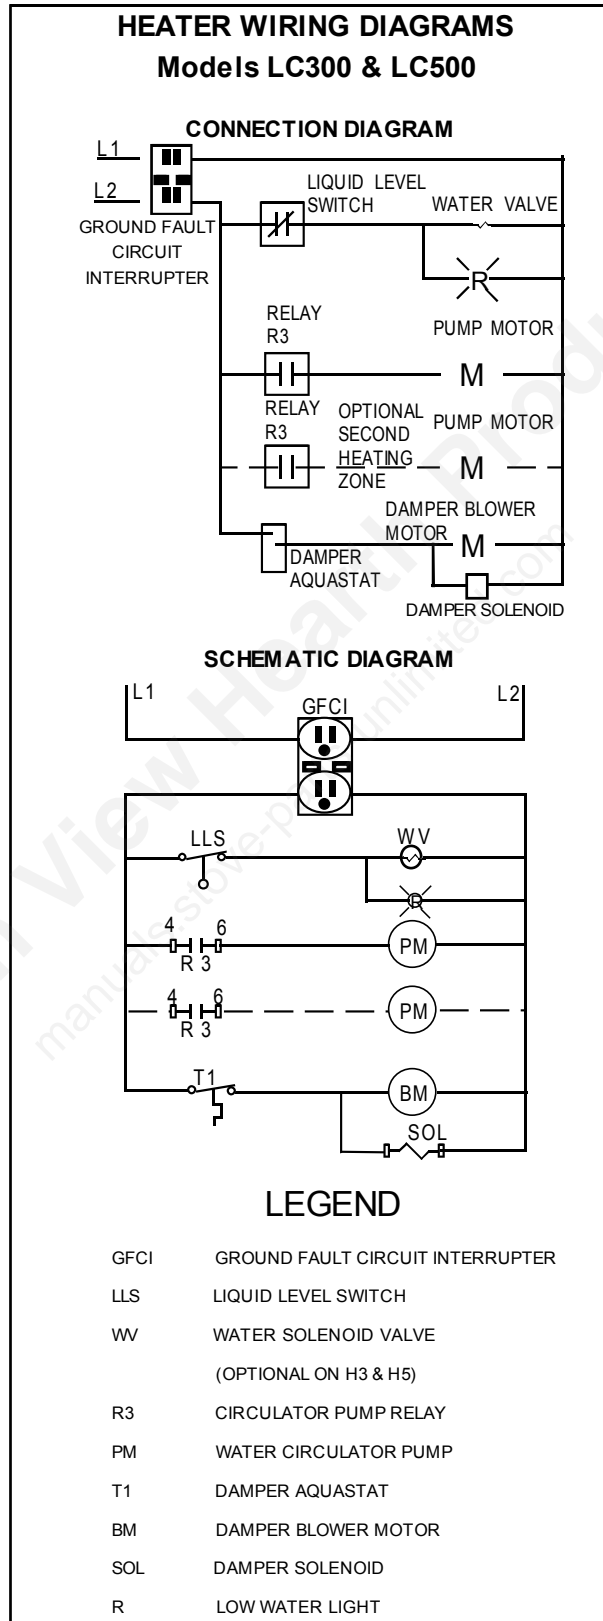 HEATER WIRING DIAGRAMS
Models LC300 & LC500
CONNECTION DIAGRAM
L1
L2
GROUND FAULT
CIRCUIT
INTERRUPTER
LIQUID LEVEL
SWITCH
WATER VALVE
R
RELAY
R3
PUMP MOTOR
M
RELAY
R3
OPTIONAL
SECOND
HEATING
ZONE
PUMP MOTOR
M
DAMPER BLOWER
MOTOR
M
DAMPER
AQUASTAT
DAMPER SOLENOID
SCHEMATIC DIAGRAM
L1
L2
GFCI
LLS
WV
R
4 6
R 3
PM
4 6
R 3
PM
T1
BM
SOL
LEGEND
GFCI GROUND FAULT CIRCUIT INTERRUPTER
LLS LIQUID LEVEL SWITCH
WV WATER SOLENOID VALVE
(OPTIONAL ON H3 & H5)
R3 CIRCULATOR PUMP RELAY
PM WATER CIRCULATOR PUMP
T1 DAMPER AQUASTAT
BM DAMPER BLOWER MOTOR
SOL DAMPER SOLENOID
R LOW WATER LIGHT